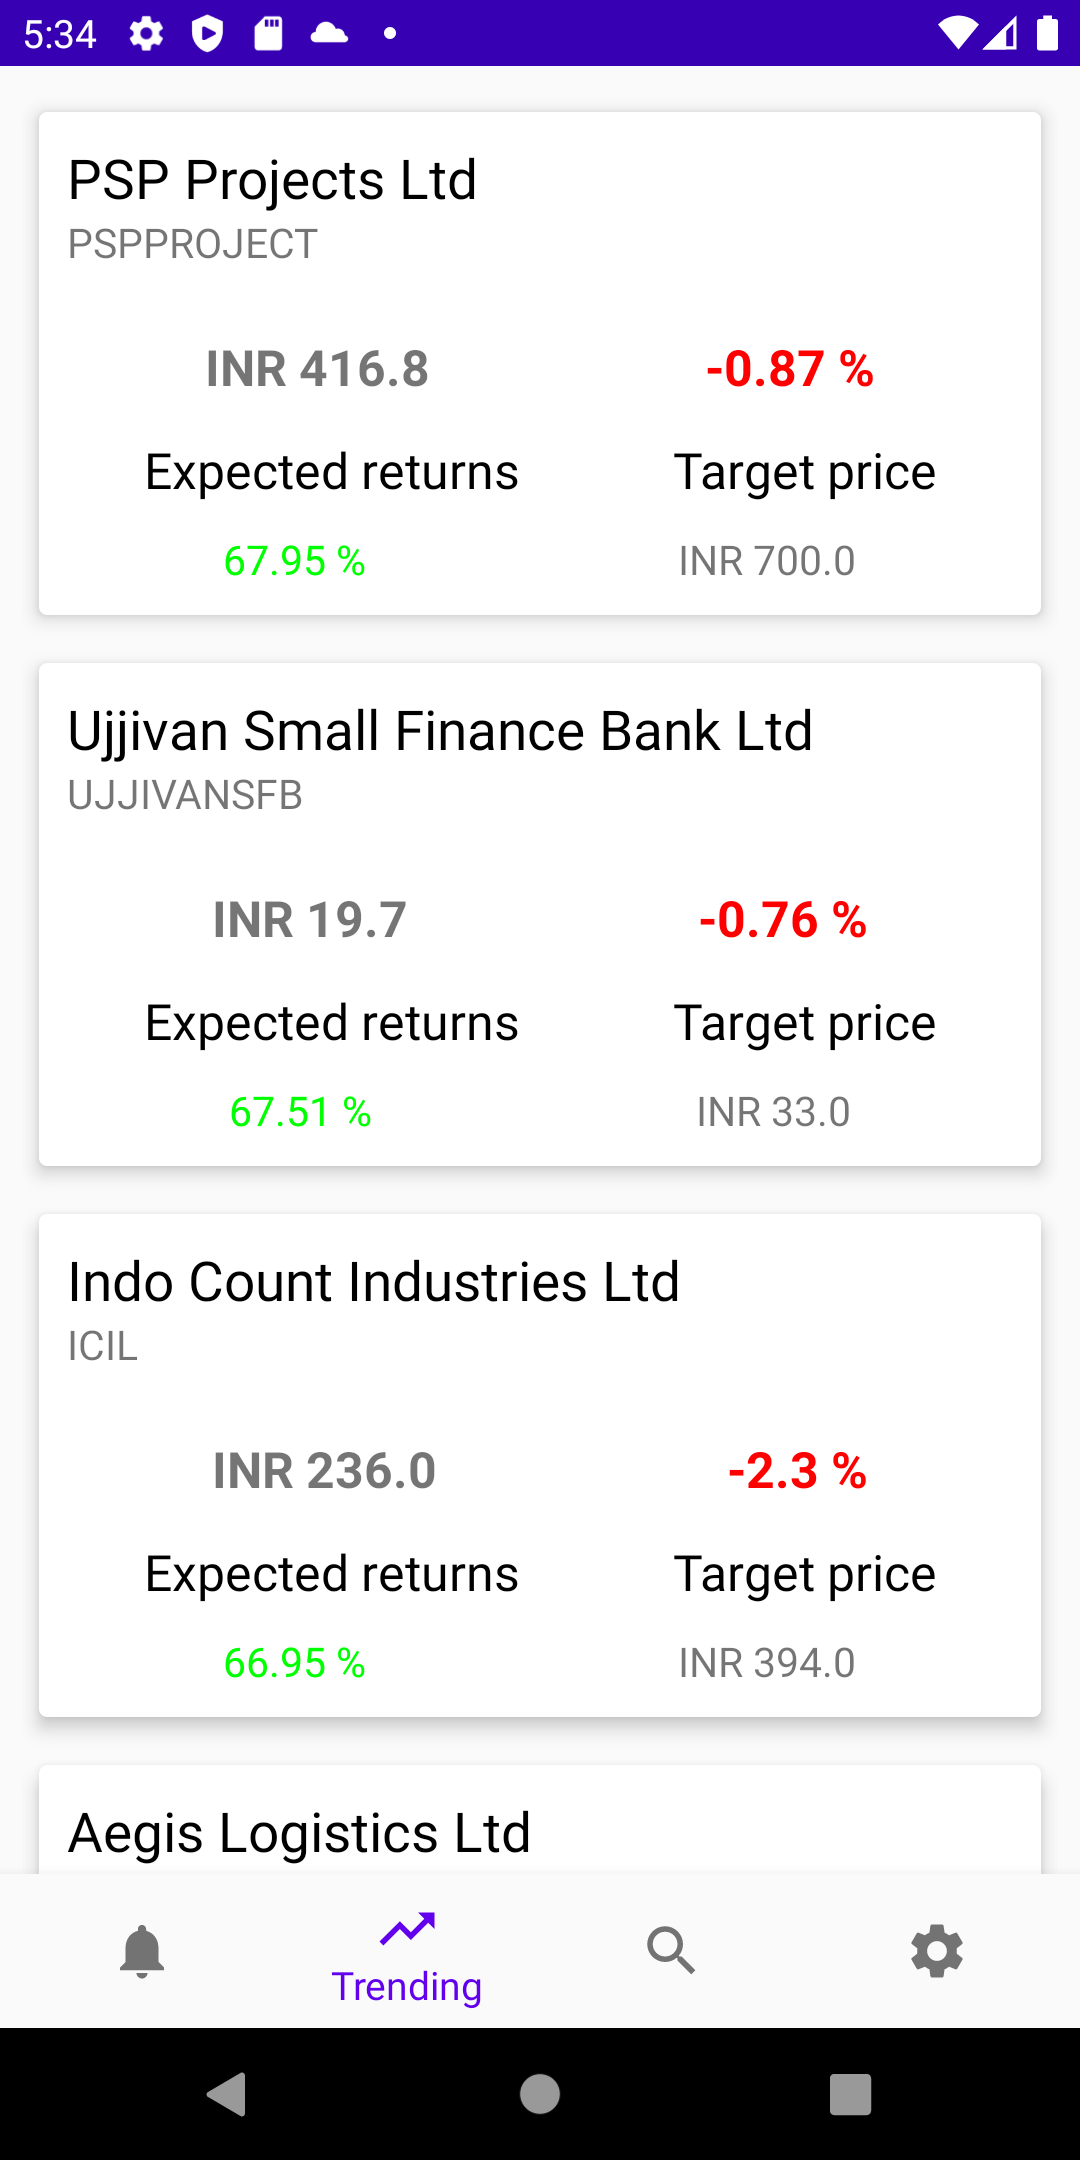 5:34
PSP Projects Ltd
PSPPROJECT
INR 416.8 -0.87 %
Expected returns Target price
67.95 % INR 700.0
Ujjivan Small Finance Bank Ltd
UJJIVANSFB
INR 19.7 -0.76 %
Expected returns Target price
67.51 % INR 33.0
Indo Count Industries Ltd
ICIL
INR 236.0 -2.3 %
Expected returns Target price
66.95 % INR 394.0
Aegis Logistics Ltd
Trending